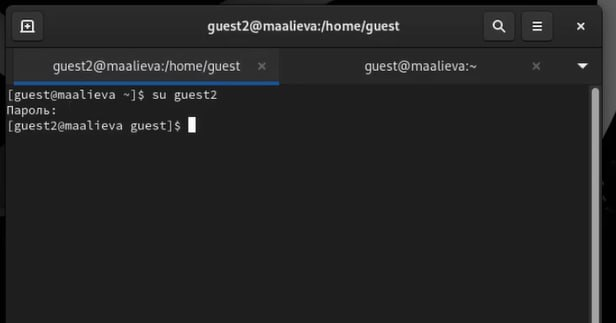 guest2@maalieva:/home/guest
guest2@maalieva:/home/guest
guest@maalieva:~
[guest@maalieva ~]$ su guest2
Пароль:
[guest2@maalieva guest]$